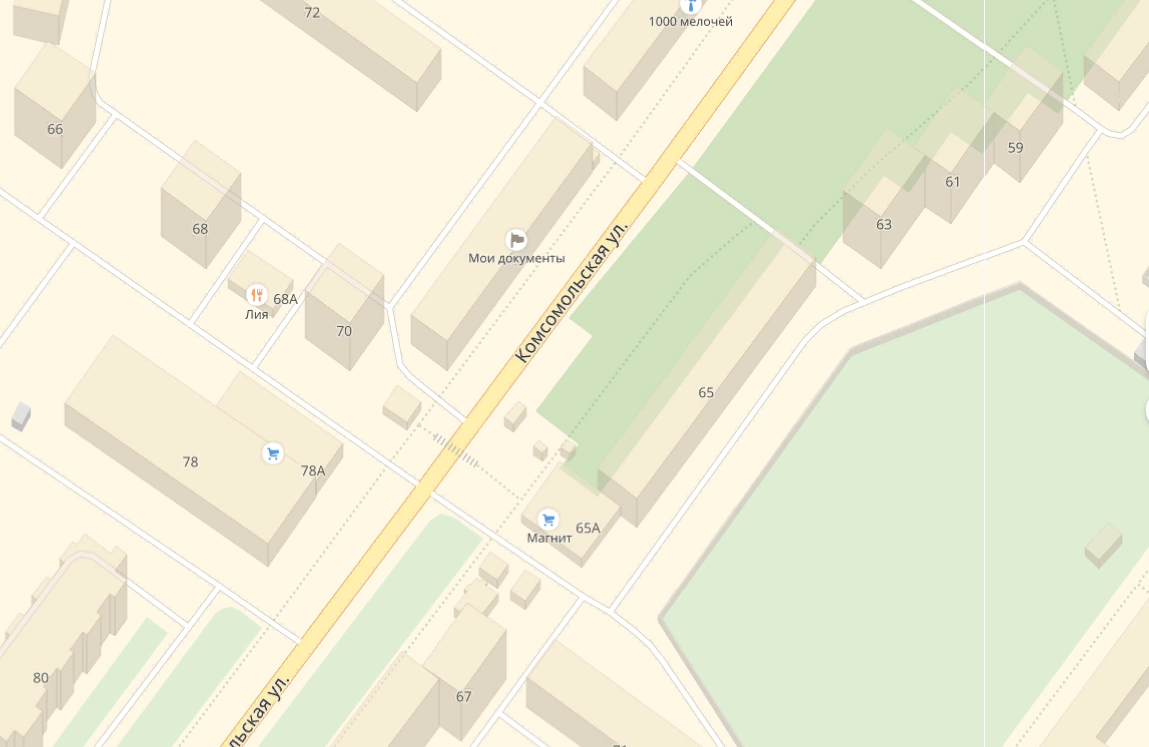 72
1000 мелочей
66
59
61
63
68
Мои документы
68А
Лия
70
Комсомольская ул.
65
78
78А
65А
Магнит
80
льская ул.
67